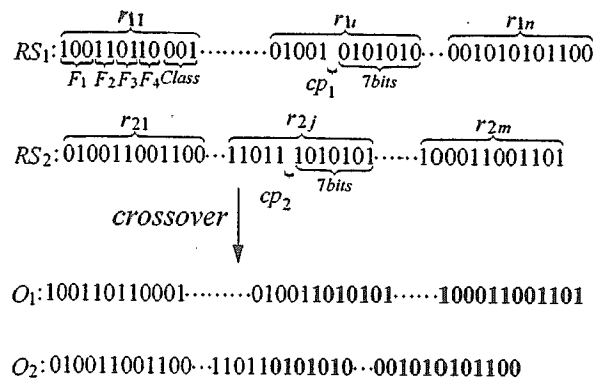 r11 r1i r1n
RS1:100110110001·········01001 0101010···001010101100
F1 F2 F3 F4 Class cp1 7bits
r21 r2j r2m
RS2:010011001100···11011 1010101······100011001101
cp2 7bits
crossover
O1:100110110001·········010011010101······100011001101
O2:010011001100···110110101010···001010101100